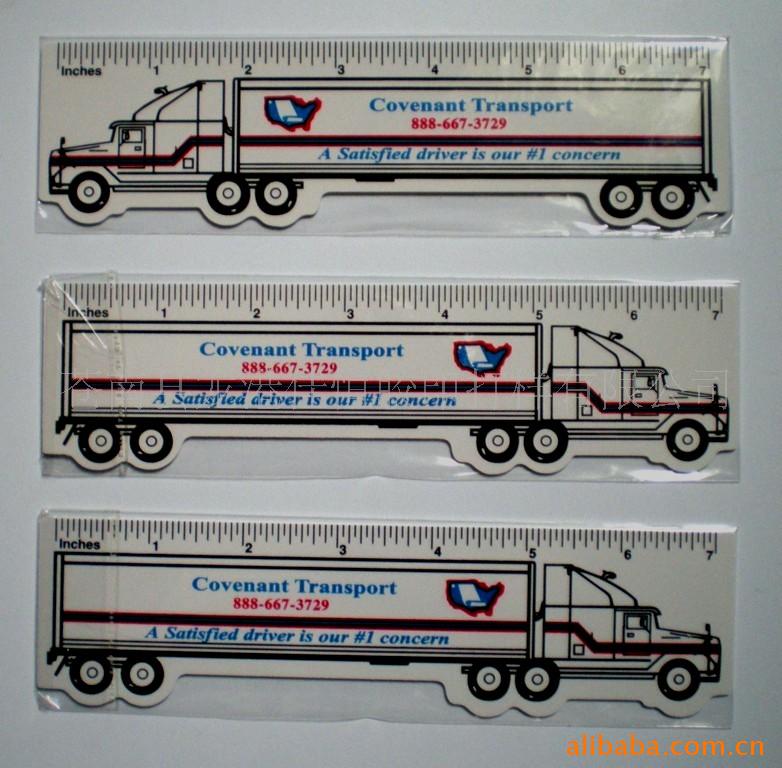 Inches 1 2 3 4 5 6 7
Covenant Transport
888-667-3729
A Satisfied driver is our #1 concern
Inches 1 2 3 4 5 6 7
Covenant Transport
888-667-3729
A Satisfied driver is our #1 concern
Inches 1 2 3 4 5 6 7
Covenant Transport
888-667-3729
A Satisfied driver is our #1 concern
alibaba.com.cn